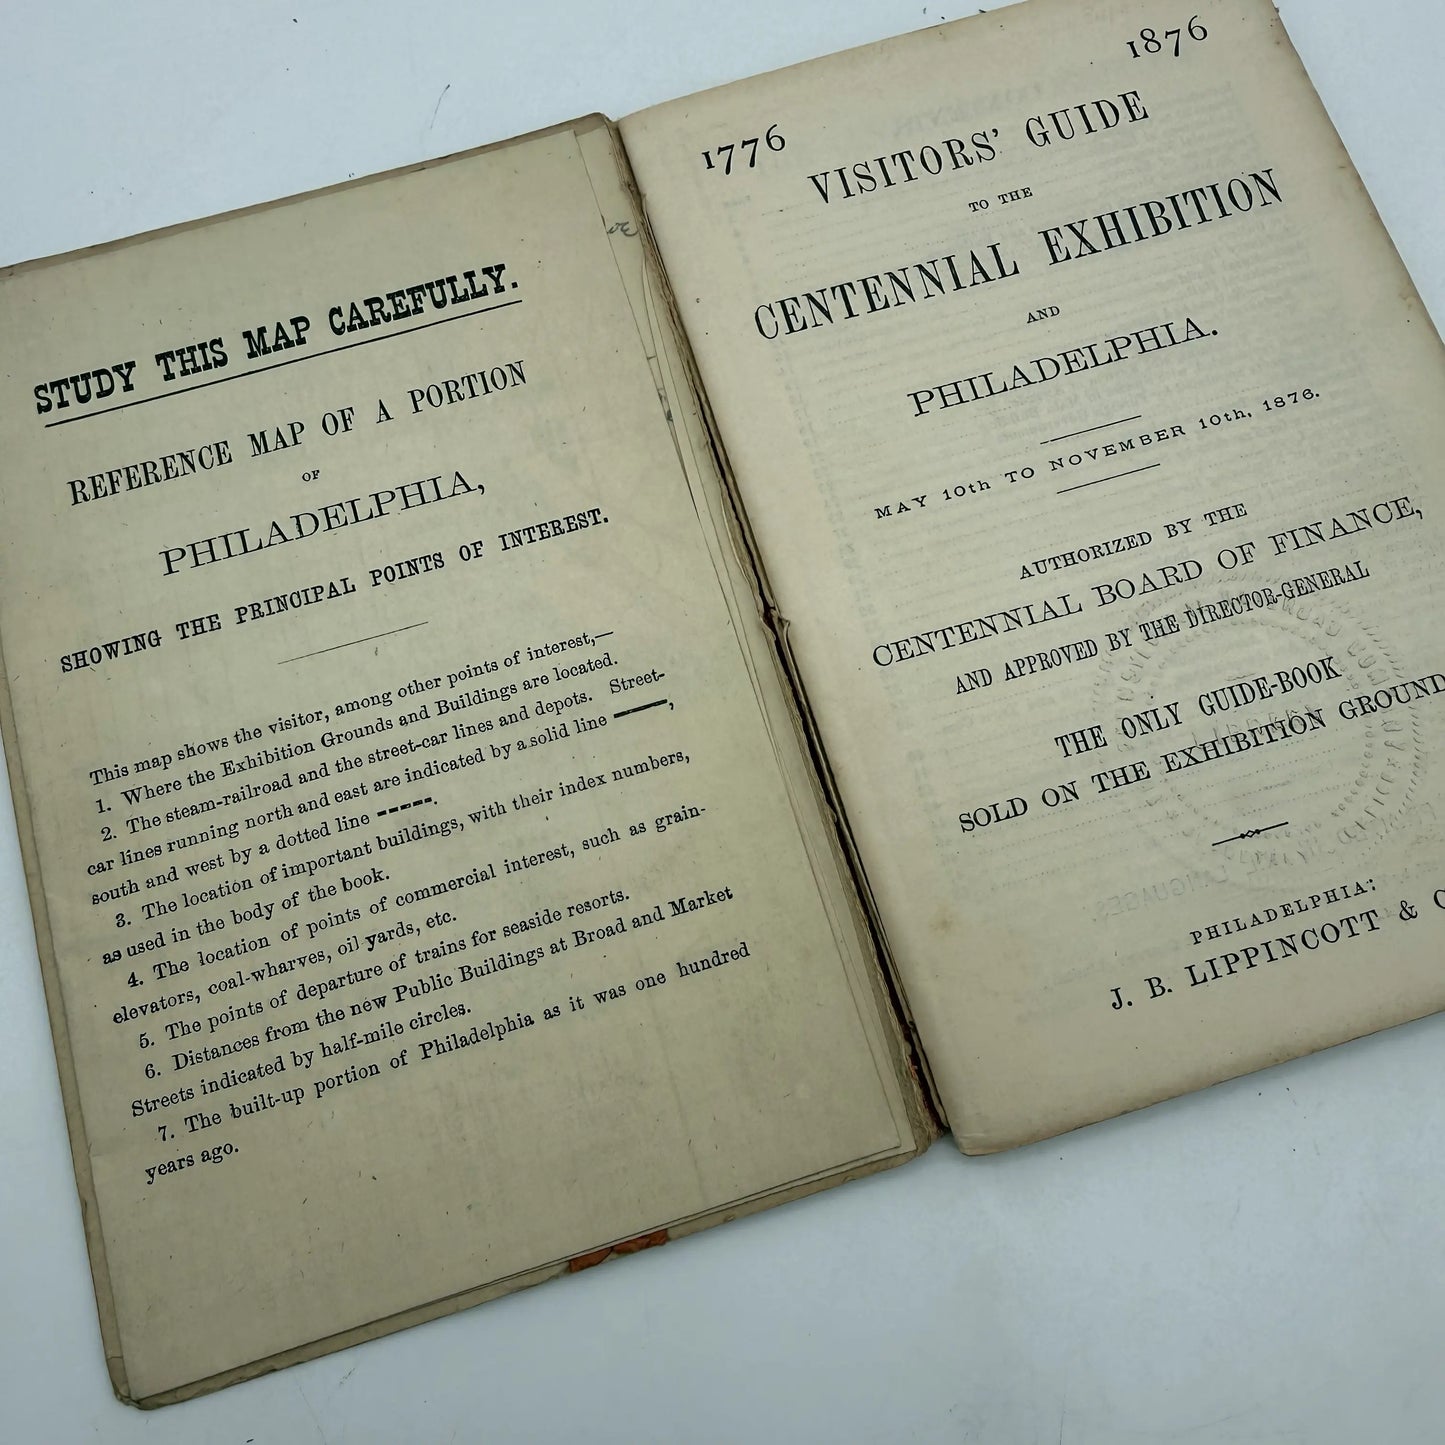 STUDY THIS MAP CAREFULLY.
REFERENCE MAP OF A PORTION
OF
PHILADELPHIA,
SHOWING THE PRINCIPAL POINTS OF INTEREST.
This map shows the visitor, among other points of interest,—
1. Where the Exhibition Grounds and Buildings are located.
2. The steam-railroad and the street-car lines and depots. Street-
car lines running north and east are indicated by a solid line ——,
south and west by a dotted line -----.
3. The location of important buildings, with their index numbers,
as used in the body of the book.
4. The location of points of commercial interest, such as grain-
elevators, coal-wharves, oil yards, etc.
5. The points of departure of trains for seaside resorts.
6. Distances from the new Public Buildings at Broad and Market
Streets indicated by half-mile circles.
7. The built-up portion of Philadelphia as it was one hundred
years ago.
1776 1876
VISITORS' GUIDE
TO THE
CENTENNIAL EXHIBITION
AND
PHILADELPHIA.
MAY 10th TO NOVEMBER 10th, 1876.
AUTHORIZED BY THE
CENTENNIAL BOARD OF FINANCE,
AND APPROVED BY THE DIRECTOR-GENERAL
THE ONLY GUIDE-BOOK
SOLD ON THE EXHIBITION GROUND
PHILADELPHIA:
J. B. LIPPINCOTT & C